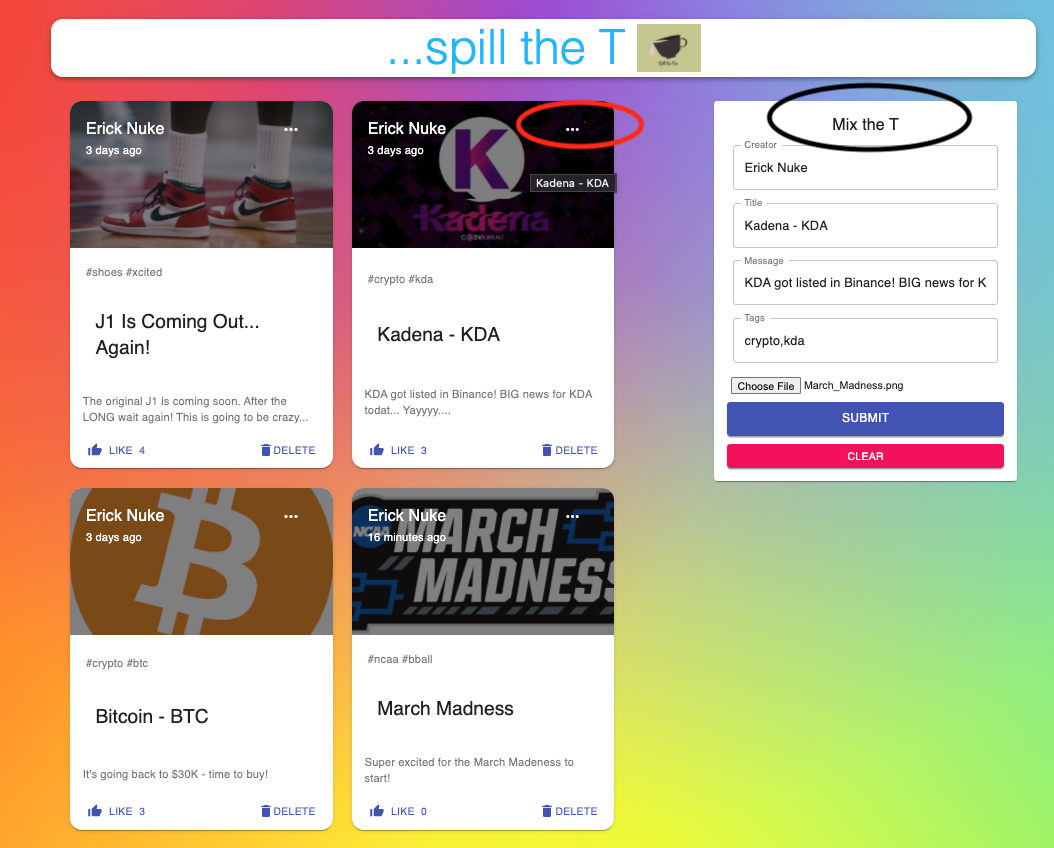 ...spill the T
Spill the Tea
Erick Nuke
...
3 days ago
#shoes #xcited
J1 Is Coming Out...
Again!
The original J1 is coming soon. After the
LONG wait again! This is going to be crazy...
LIKE 4
DELETE
Erick Nuke
...
3 days ago
K
Kadena - KDA
Kadena
COINBUREAU
#crypto #kda
Kadena - KDA
KDA got listed in Binance! BIG news for KDA
todat... Yayyyy....
LIKE 3
DELETE
Erick Nuke
...
3 days ago
#crypto #btc
Bitcoin - BTC
It's going back to $30K - time to buy!
LIKE 3
DELETE
Erick Nuke
...
16 minutes ago
NCAA
MARCH
MADNESS
#ncaa #bball
March Madness
Super excited for the March Madeness to
start!
LIKE 0
DELETE
Mix the T
Creator
Erick Nuke
Title
Kadena - KDA
Message
KDA got listed in Binance! BIG news for K
Tags
crypto,kda
Choose File March_Madness.png
SUBMIT
CLEAR